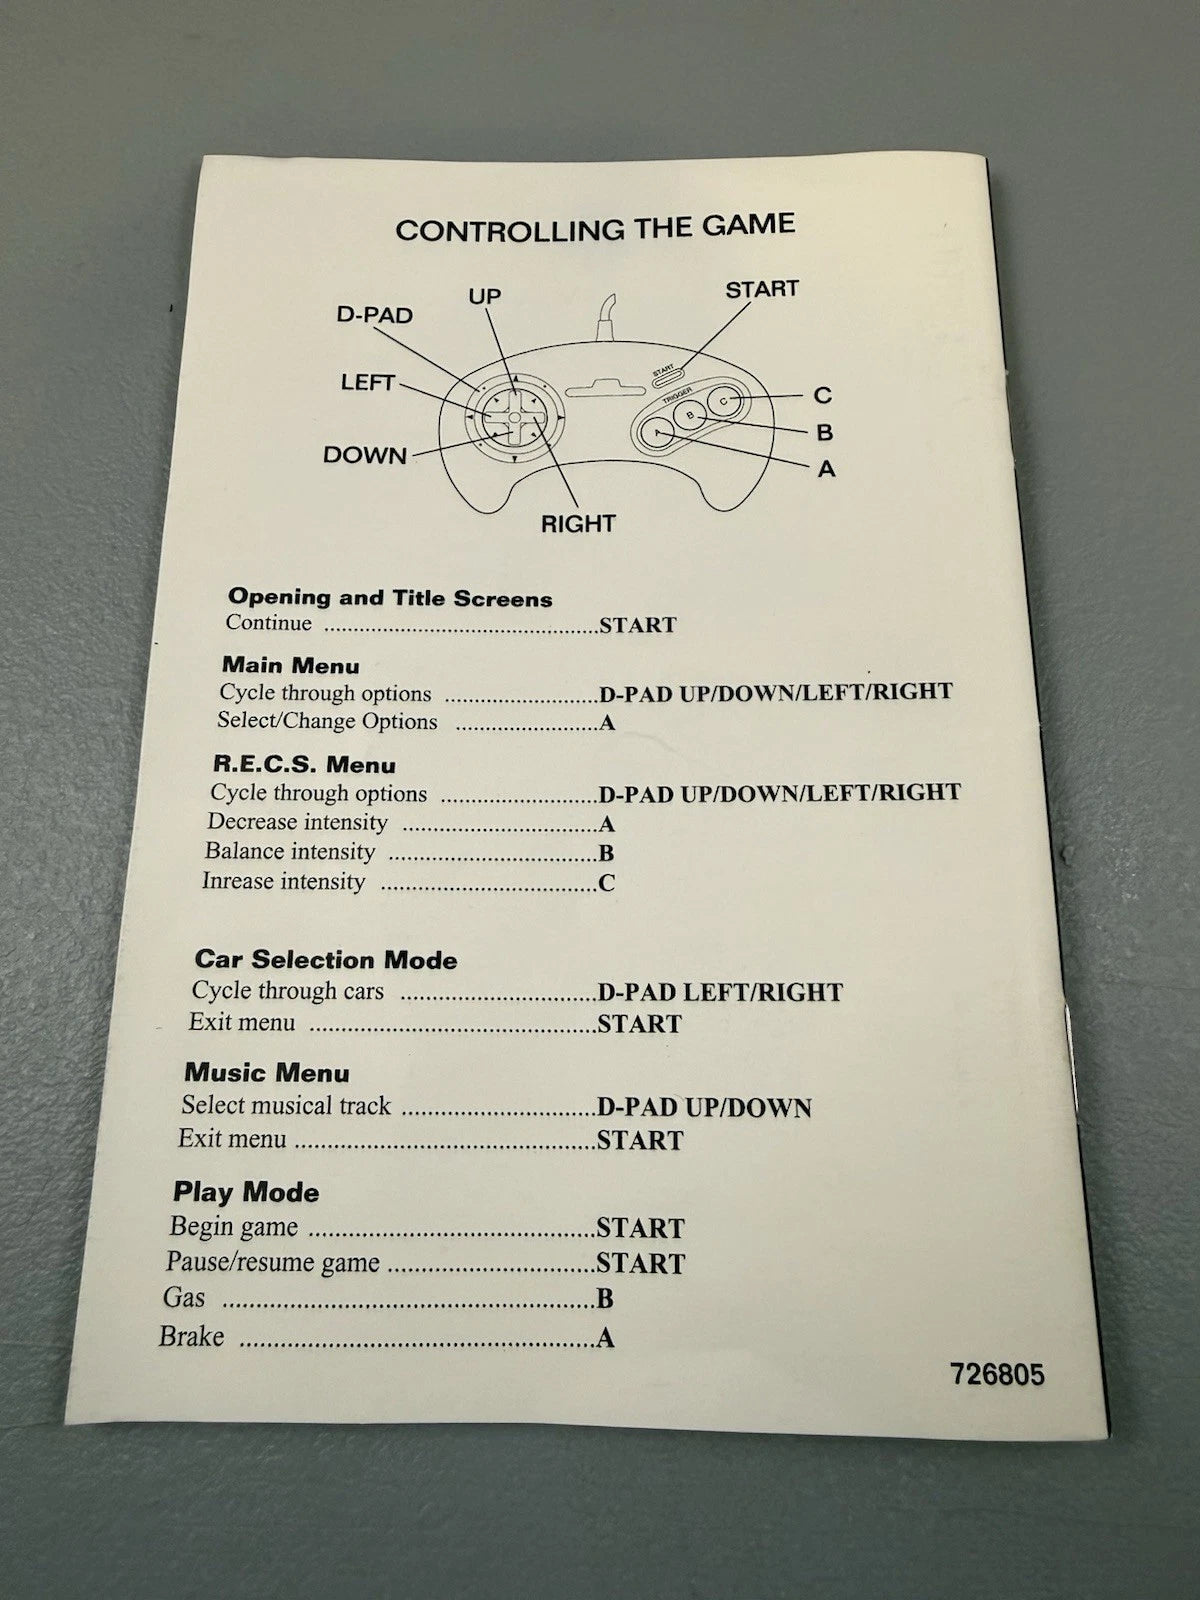 CONTROLLING THE GAME
UP
START
D-PAD
LEFT
START
TRIGGER
C
C
B
B
A
DOWN
A
RIGHT
Opening and Title Screens
Continue ..............................................START
Main Menu
Cycle through options ..........................D-PAD UP/DOWN/LEFT/RIGHT
Select/Change Options ........................A
R.E.C.S. Menu
Cycle through options ..........................D-PAD UP/DOWN/LEFT/RIGHT
Decrease intensity .................................A
Balance intensity ...................................B
Inrease intensity ....................................C
Car Selection Mode
Cycle through cars .............................D-PAD LEFT/RIGHT
Exit menu ..........................................START
Music Menu
Select musical track ............................D-PAD UP/DOWN
Exit menu ............................................START
Play Mode
Begin game ..........................................START
Pause/resume game ..............................START
Gas ......................................................B
Brake ....................................................A
726805